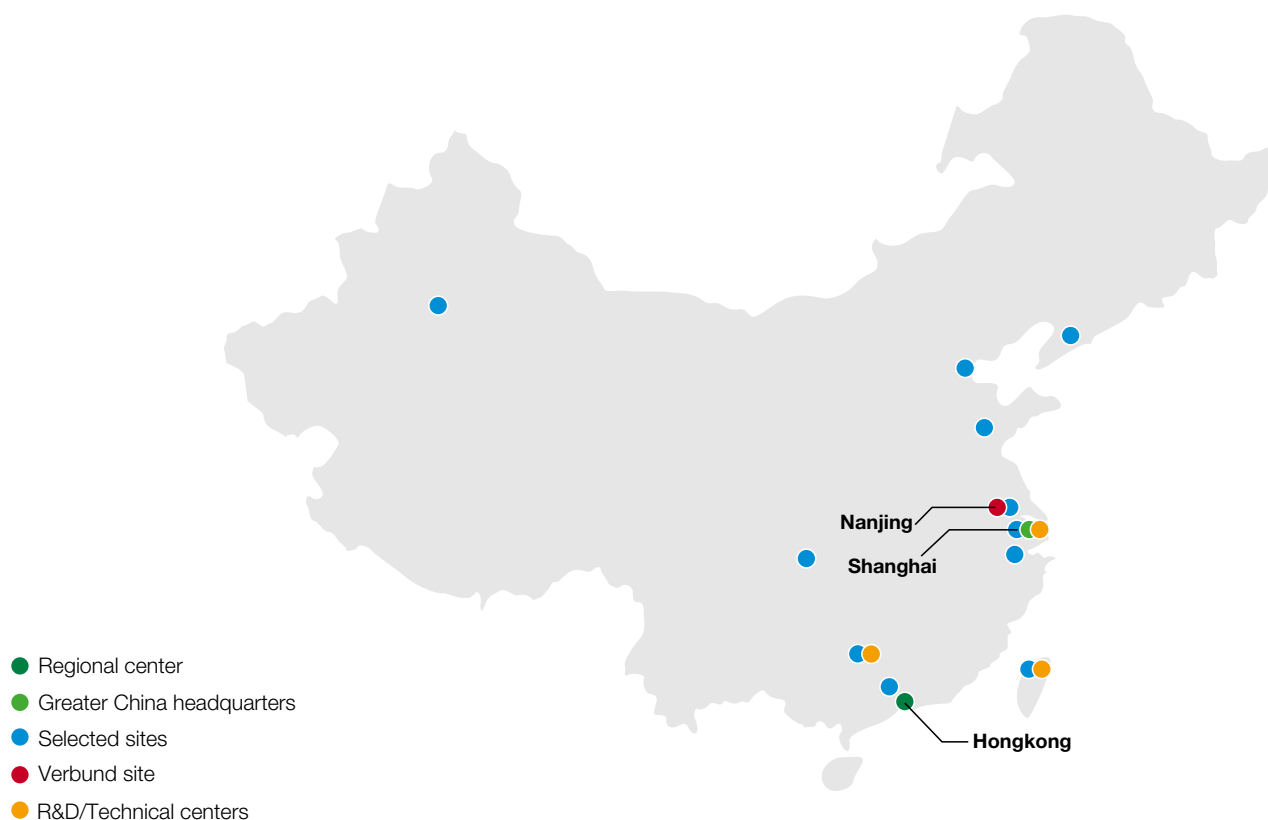 Nanjing
Shanghai
Regional center
Greater China headquarters
Selected sites
Hongkong
Verbund site
R&D/Technical centers